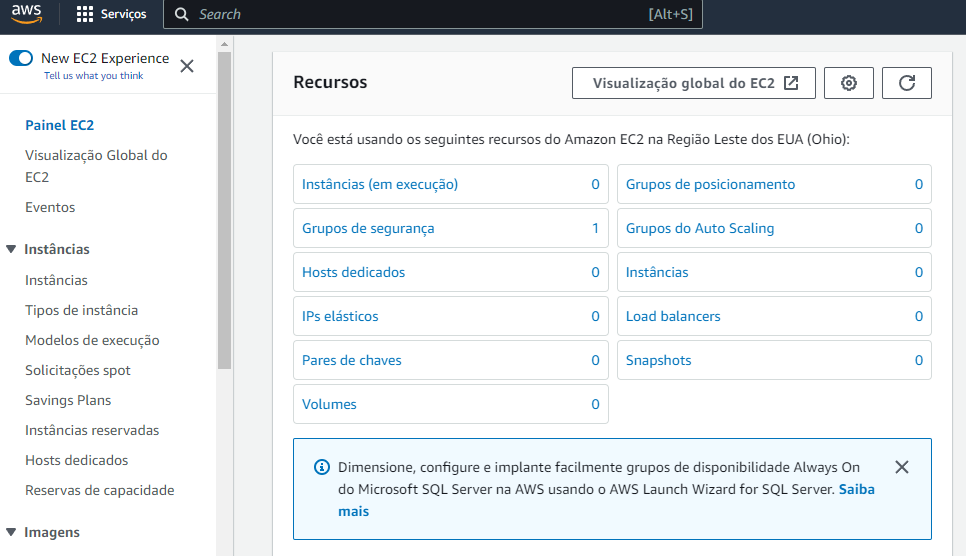 aws
Serviços
Search
[Alt+S]
New EC2 Experience
Tell us what you think
Painel EC2
Visualização Global do
EC2
Eventos
Instâncias
Instâncias
Tipos de instância
Modelos de execução
Solicitações spot
Savings Plans
Instâncias reservadas
Hosts dedicados
Reservas de capacidade
Imagens
Recursos
Visualização global do EC2
Você está usando os seguintes recursos do Amazon EC2 na Região Leste dos EUA (Ohio):
Instâncias (em execução) 0
Grupos de posicionamento 0
Grupos de segurança 1
Grupos do Auto Scaling 0
Hosts dedicados 0
Instâncias 0
IPs elásticos 0
Load balancers 0
Pares de chaves 0
Snapshots 0
Volumes 0
Dimensione, configure e implante facilmente grupos de disponibilidade Always On
do Microsoft SQL Server na AWS usando o AWS Launch Wizard for SQL Server. Saiba
mais